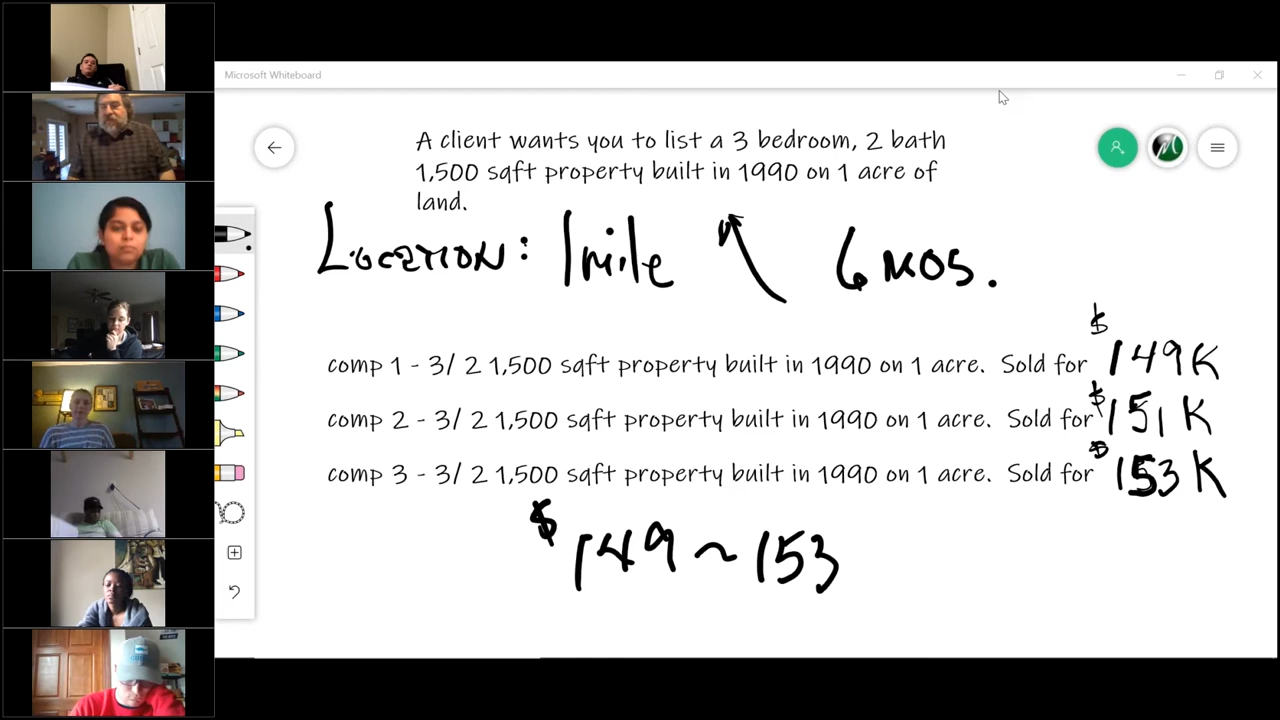 Microsoft Whiteboard
A client wants you to list a 3 bedroom, 2 bath
1,500 sqft property built in 1990 on 1 acre of
land.
LOCATION: 1 mile 6 MOS.
comp 1 - 3/ 2 1,500 sqft property built in 1990 on 1 acre. Sold for $149K
comp 2 - 3/ 2 1,500 sqft property built in 1990 on 1 acre. Sold for $151K
comp 3 - 3/ 2 1,500 sqft property built in 1990 on 1 acre. Sold for $153K
$149~153